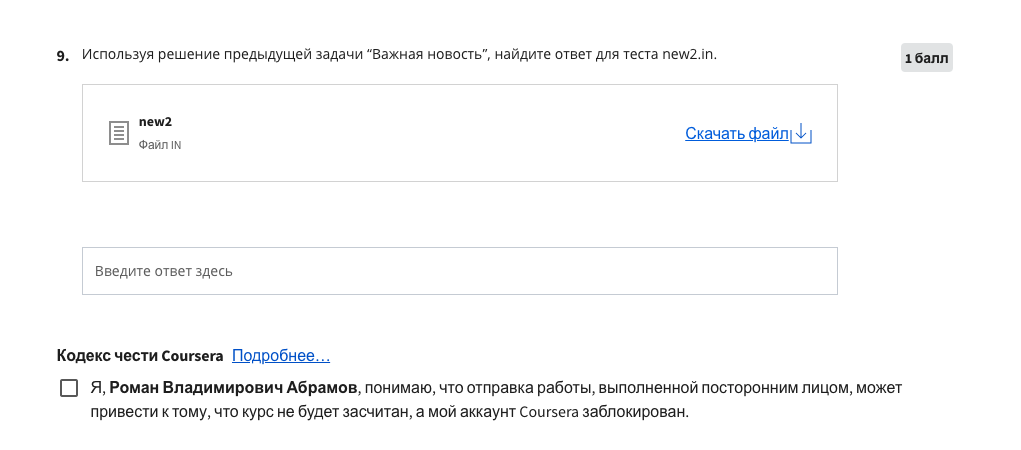 9. Используя решение предыдущей задачи “Важная новость”, найдите ответ для теста new2.in.
1 балл
new2
Файл IN
Скачать файл
Введите ответ здесь
Кодекс чести Coursera Подробнее…
Я, Роман Владимирович Абрамов, понимаю, что отправка работы, выполненной посторонним лицом, может
привести к тому, что курс не будет засчитан, а мой аккаунт Coursera заблокирован.